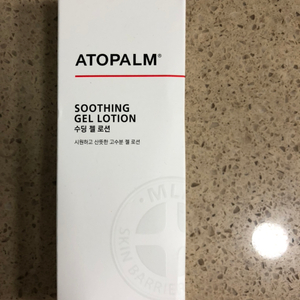 ATOPALM®
SOOTHING
GEL LOTION
수딩 젤 로션
시원하고 산뜻한 고수분 젤 로션
MLE
SKIN BARRIE